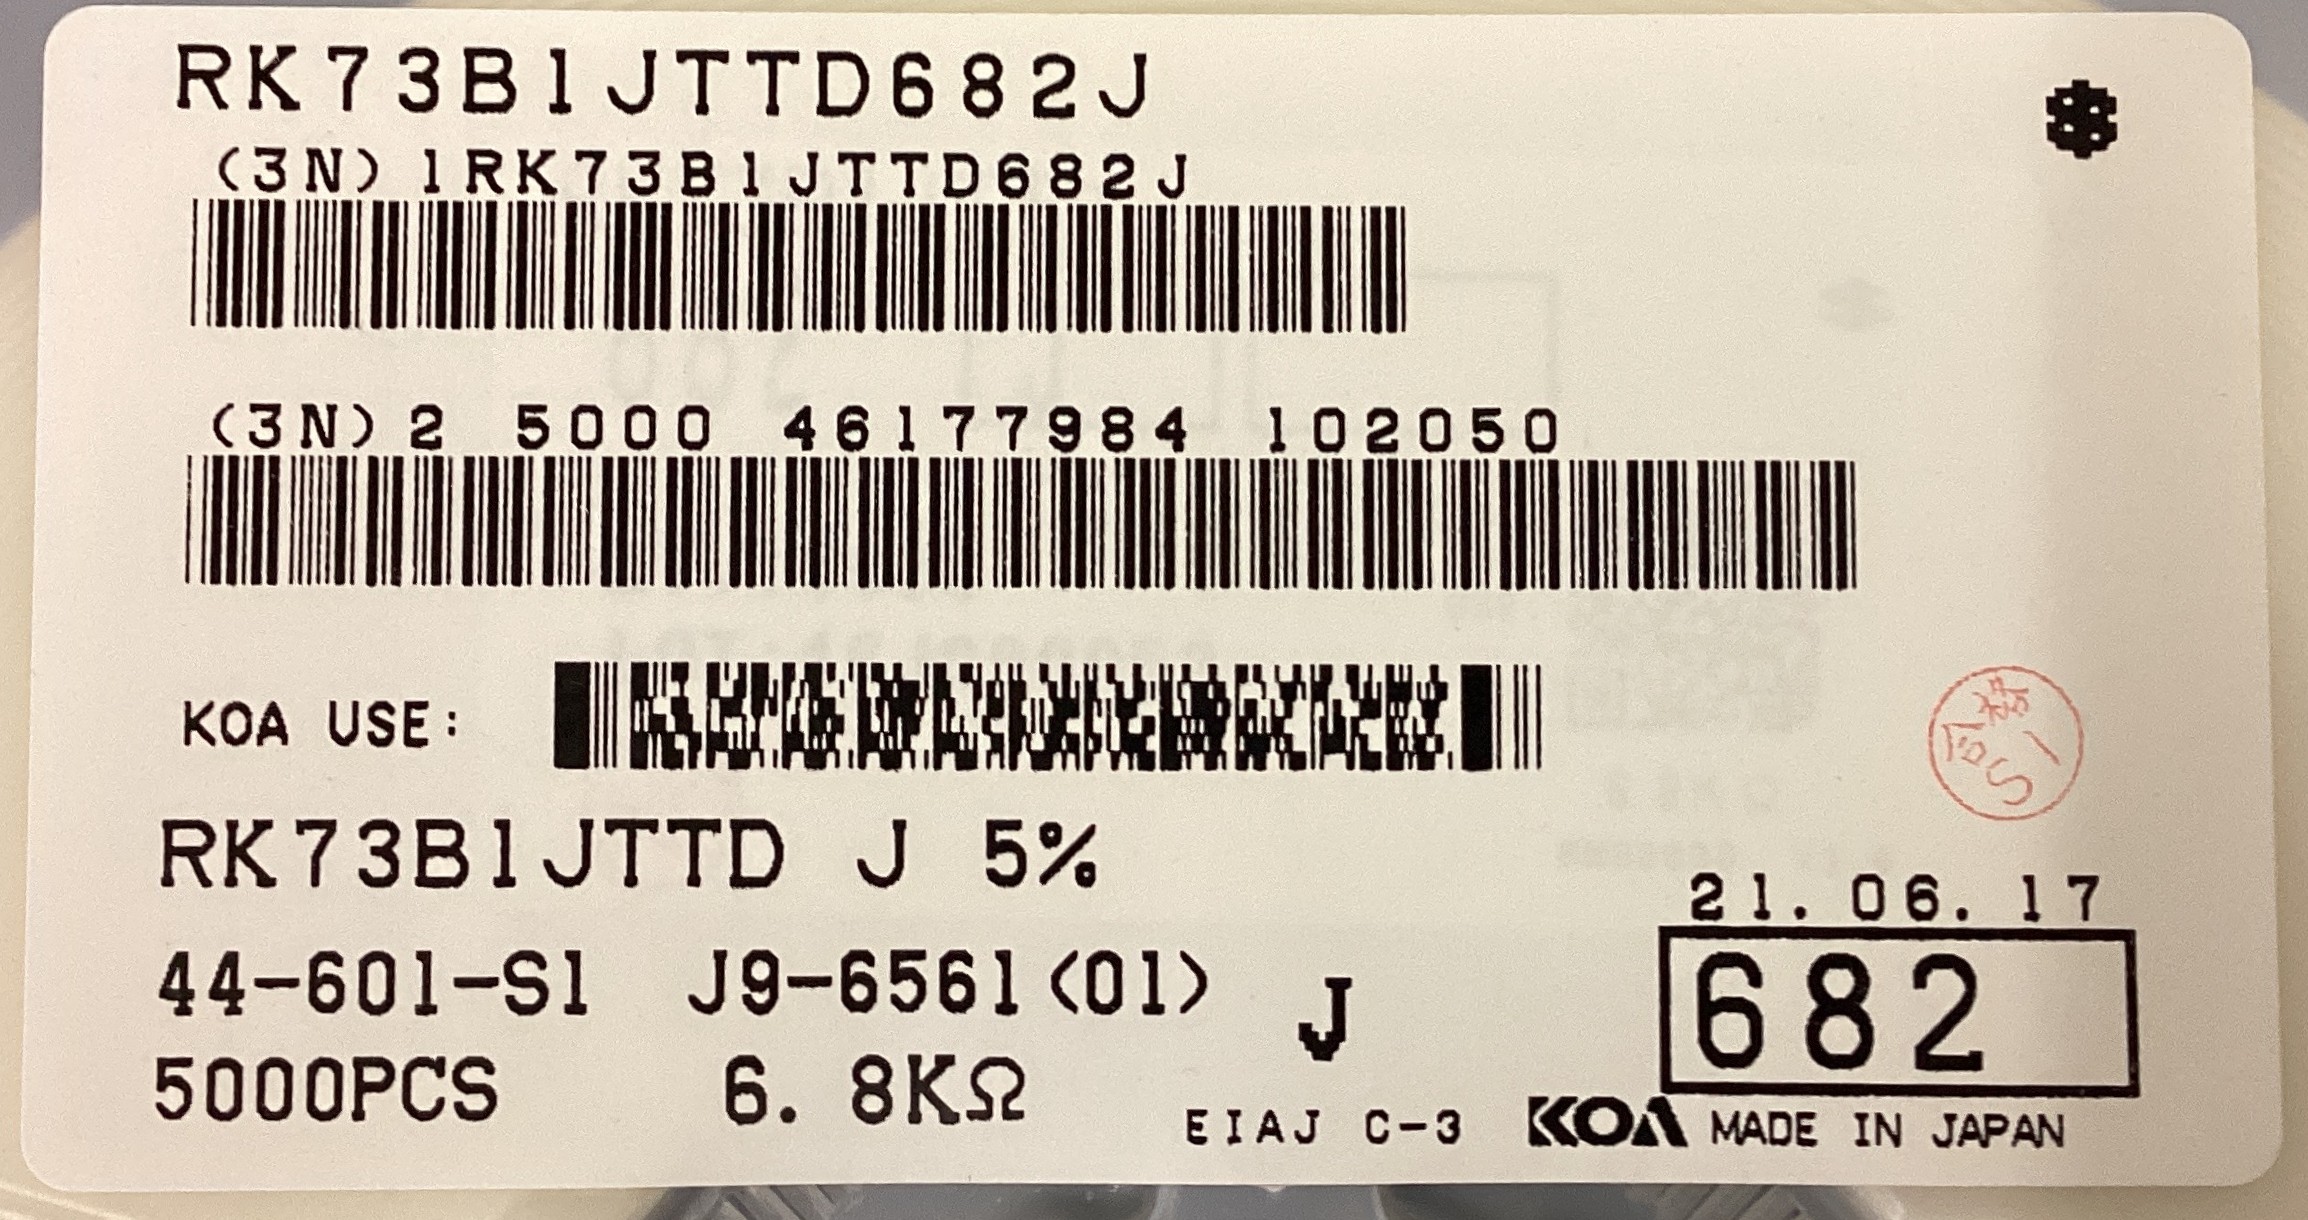 RK73B1JTTD682J
(3N)1RK73B1JTTD682J
(3N)2 5000 46177984 102050
KOA USE:
RK73B1JTTD J 5%
21.06.17
44-601-S1 J9-6561(01) J
682
5000PCS 6.8KΩ
EIAJ C-3 KOA MADE IN JAPAN